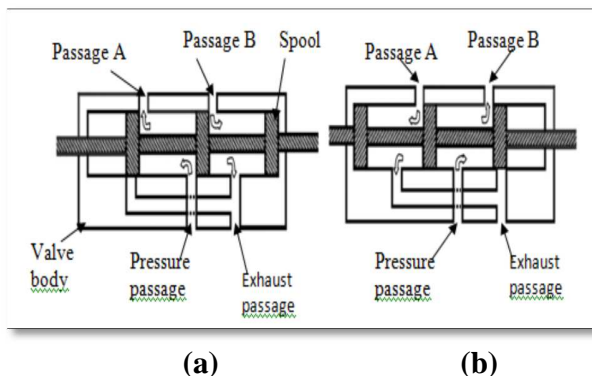 Passage A
Passage B
Spool
Valve
body
Pressure
passage
Exhaust
passage
Passage A
Passage B
Pressure
passage
Exhaust
passage
(a)
(b)